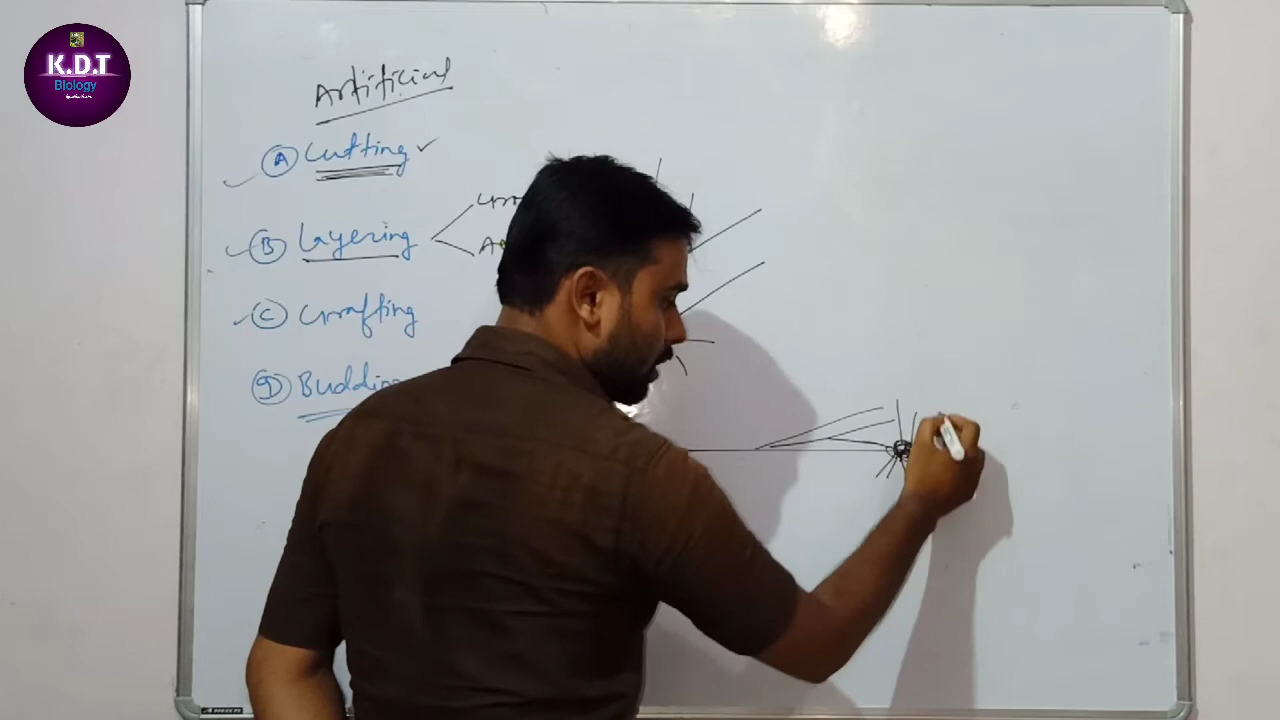 K.D.T
Biology
Artificial
A Cutting ✓
B Layering
C Grafting
D Budding